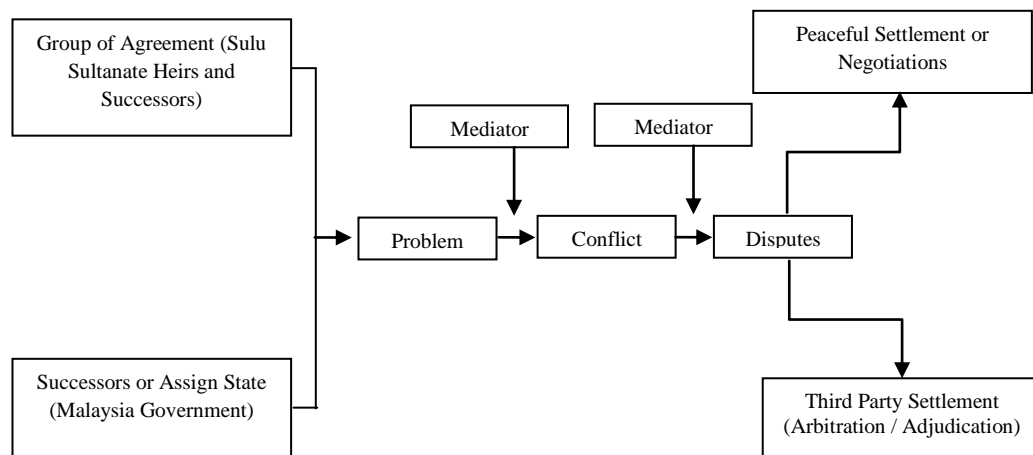 Group of Agreement (Sulu
Sultanate Heirs and
Successors)
Peaceful Settlement or
Negotiations
Mediator
Mediator
Problem
Conflict
Disputes
Successors or Assign State
(Malaysia Government)
Third Party Settlement
(Arbitration / Adjudication)